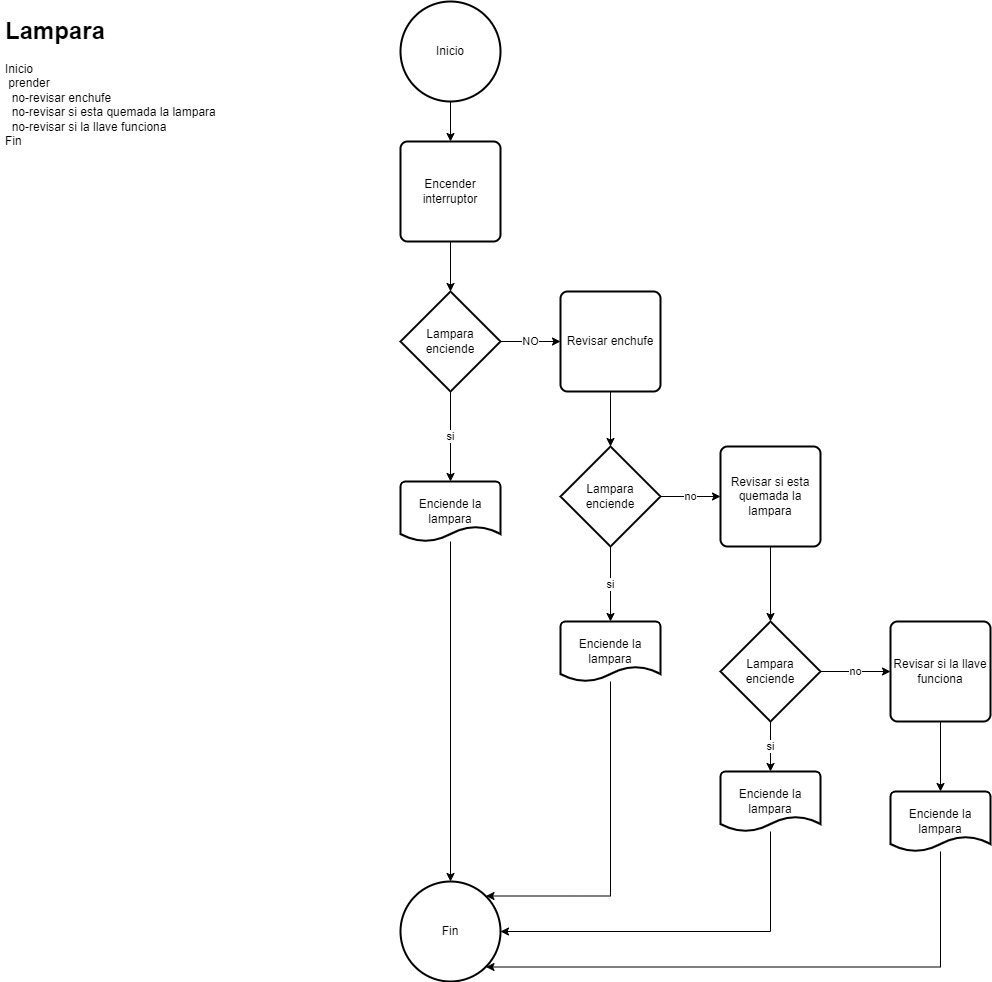 Lampara
Inicio
prender
no-revisar enchufe
no-revisar si esta quemada la lampara
no-revisar si la llave funciona
Fin
Inicio
Encender
interruptor
Lampara
enciende
NO
Revisar enchufe
si
Enciende la
lampara
Lampara
enciende
no
Revisar si esta
quemada la
lampara
si
Enciende la
lampara
Lampara
enciende
no
Revisar si la llave
funciona
si
Enciende la
lampara
Enciende la
lampara
Fin